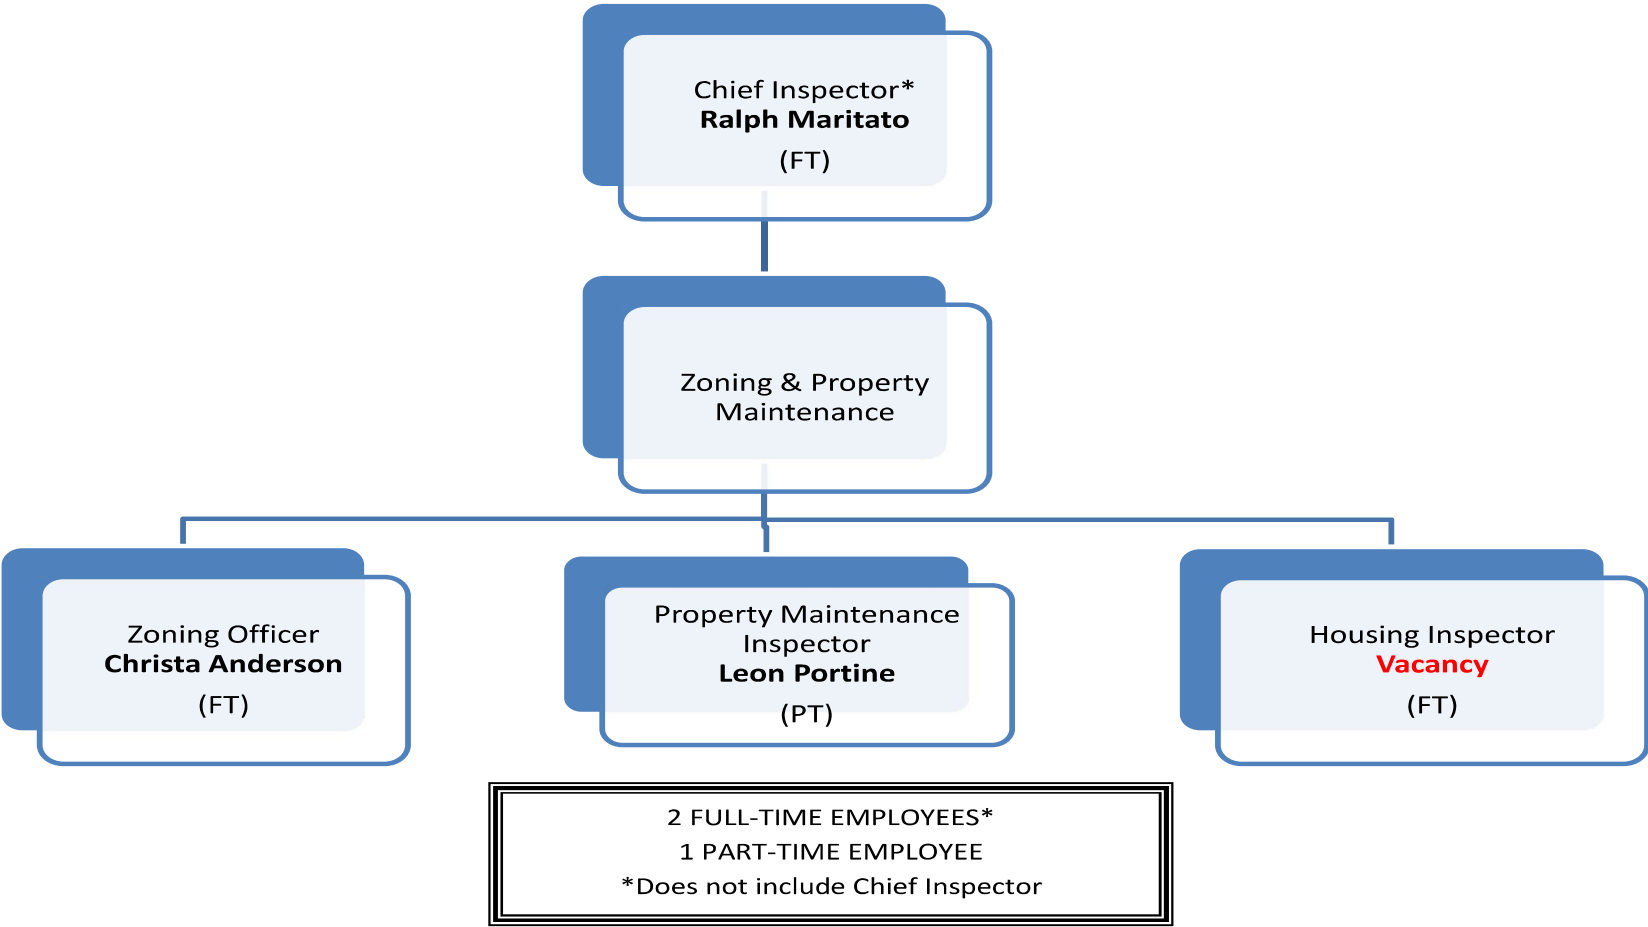 Chief Inspector*
Ralph Maritato
(FT)
Zoning & Property
Maintenance
Zoning Officer
Christa Anderson
(FT)
Property Maintenance
Inspector
Leon Portine
(PT)
Housing Inspector
Vacancy
(FT)
2 FULL-TIME EMPLOYEES*
1 PART-TIME EMPLOYEE
*Does not include Chief Inspector